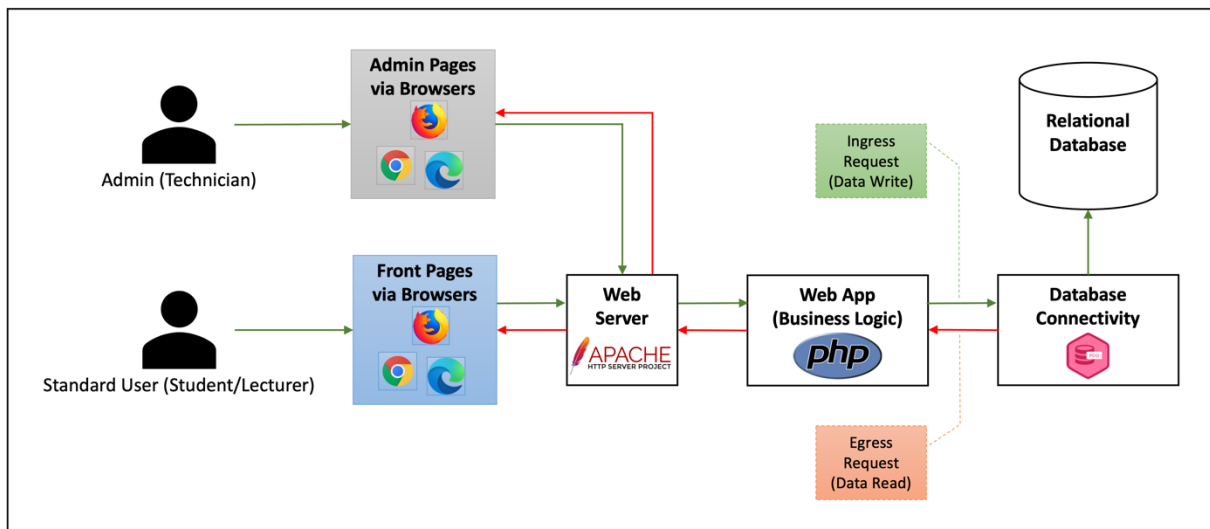 Admin Pages
via Browsers
Admin (Technician)
Ingress
Request
(Data Write)
Relational
Database
Front Pages
via Browsers
Standard User (Student/Lecturer)
Web
Server
APACHE
HTTP SERVER PROJECT
Web App
(Business Logic)
php
Database
Connectivity
PDO
Egress
Request
(Data Read)